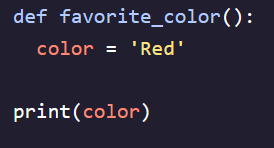 def favorite_color():
  color = 'Red'

print(color)